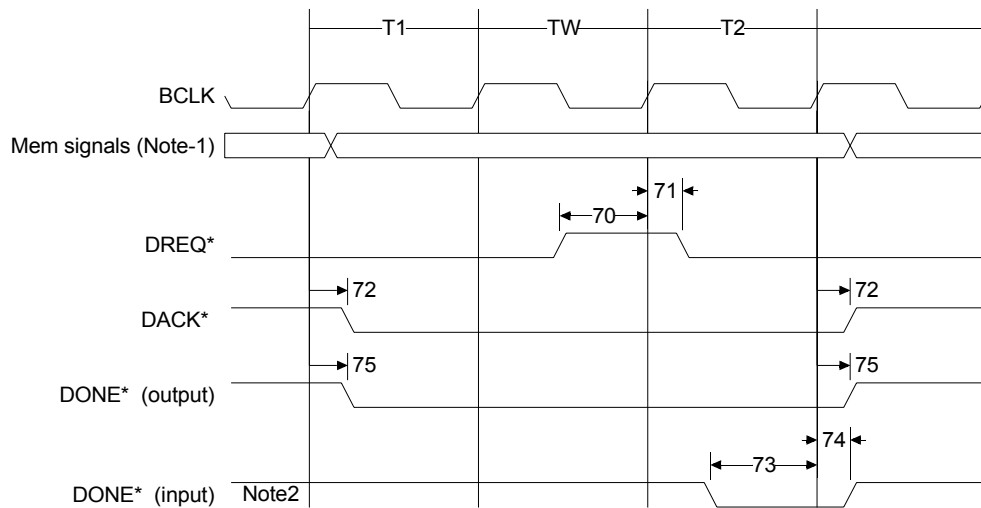 T1 TW T2
BCLK
Mem signals (Note-1)
71
70
DREQ*
72 72
DACK*
75 75
DONE* (output)
74
73
DONE* (input) Note2